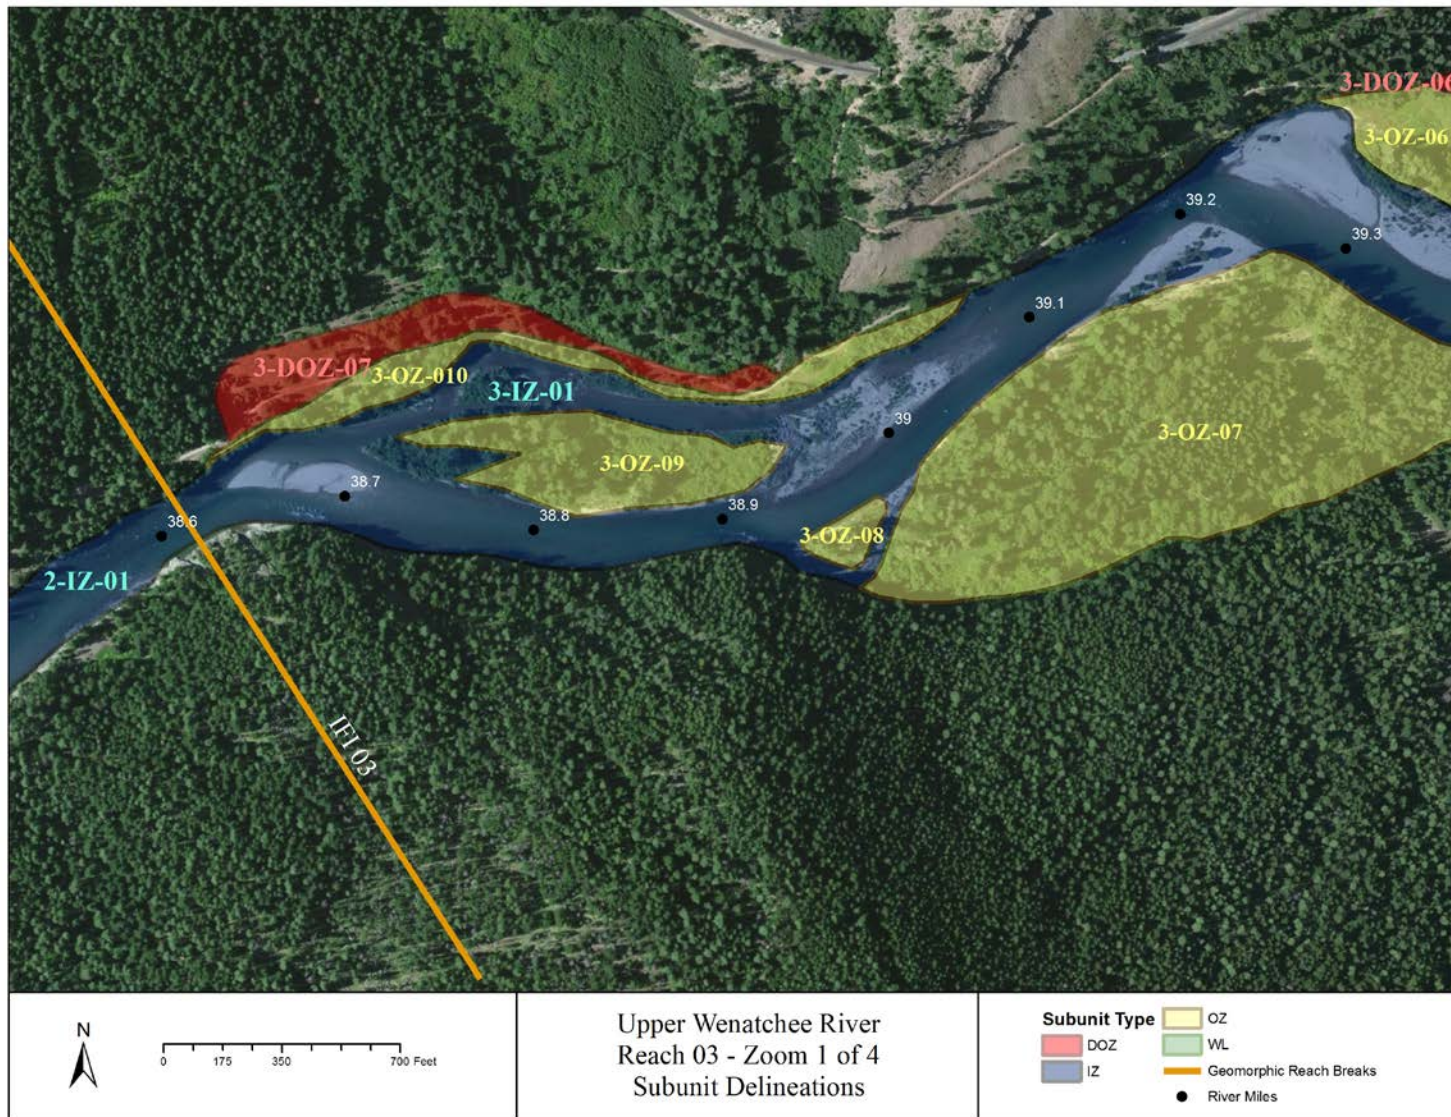 3-DOZ-06
3-OZ-06
39.2
39.3
39.1
3-DOZ-07
3-OZ-010
3-IZ-01
39
3-OZ-07
3-OZ-09
38.7
38.9
38.8
38.6
3-OZ-08
2-IZ-01
IFI 03
N
0 175 350 700 Feet
Upper Wenatchee River
Reach 03 - Zoom 1 of 4
Subunit Delineations
Subunit Type
DOZ
IZ
OZ
WL
Geomorphic Reach Breaks
River Miles